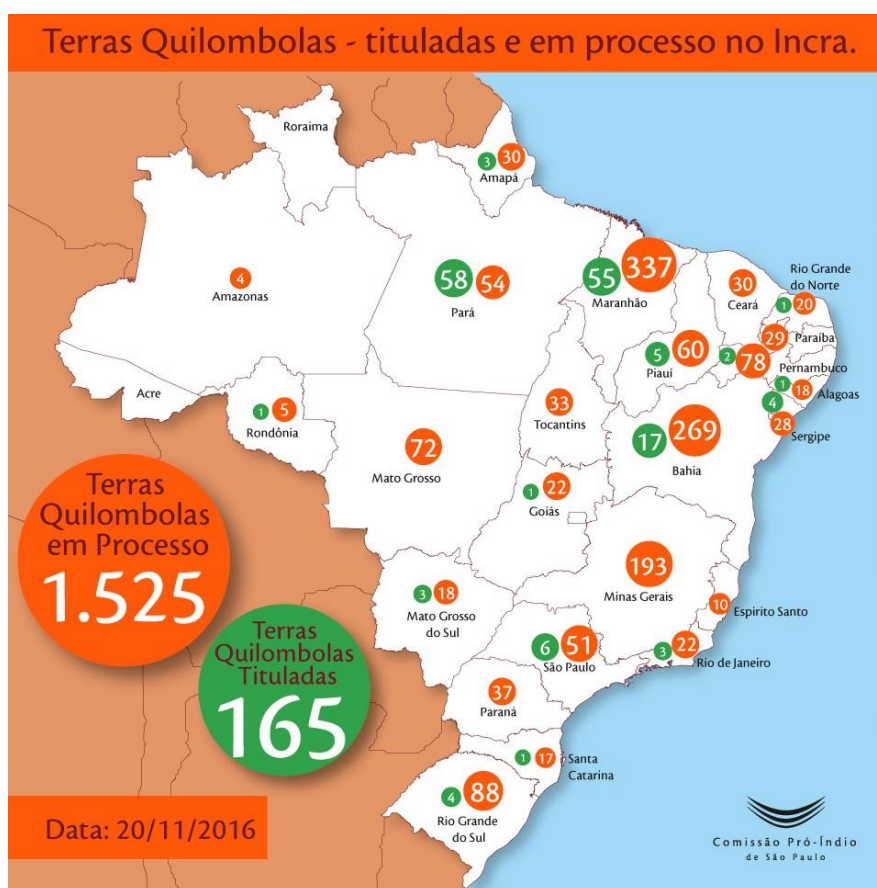 Terras Quilombolas - tituladas e em processo no Incra.
Roraima
3 30
Amapá
4
Amazonas
58 54
Pará
55 337
Maranhão
30
Ceará
Rio Grande
do Norte
1 20
29
Paraíba
5 60
Piauí
2 78
Pernambuco
1 18
Alagoas
4
28
Sergipe
Acre
1 5
Rondônia
33
Tocantins
72
Mato Grosso
17 269
Bahia
1 22
Goiás
193
Minas Gerais
10
Espirito Santo
3 18
Mato Grosso
do Sul
6 51
São Paulo
3 22
Rio de Janeiro
37
Paraná
1 17
Santa
Catarina
4 88
Rio Grande
do Sul
Terras
Quilombolas
em Processo
1.525
Terras
Quilombolas
Tituladas
165
Data: 20/11/2016
Comissão Pró-Índio
de São Paulo